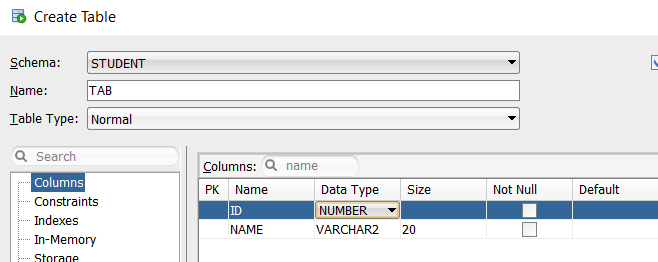 Create Table
Schema: STUDENT
Name: TAB
Table Type: Normal
Search
Columns: name
Columns
Constraints
Indexes
In-Memory
Storage
PK Name Data Type Size Not Null Default
ID NUMBER
NAME VARCHAR2 20